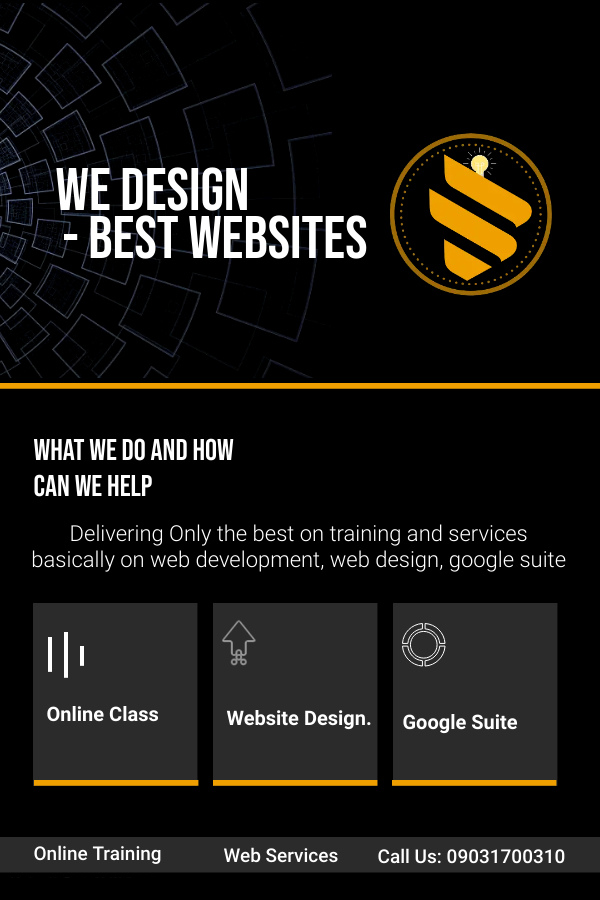 WE DESIGN
- BEST WEBSITES
WHAT WE DO AND HOW
CAN WE HELP
Delivering Only the best on training and services
basically on web development, web design, google suite
Online Class
Website Design.
Google Suite
Online Training
Web Services
Call Us: 09031700310